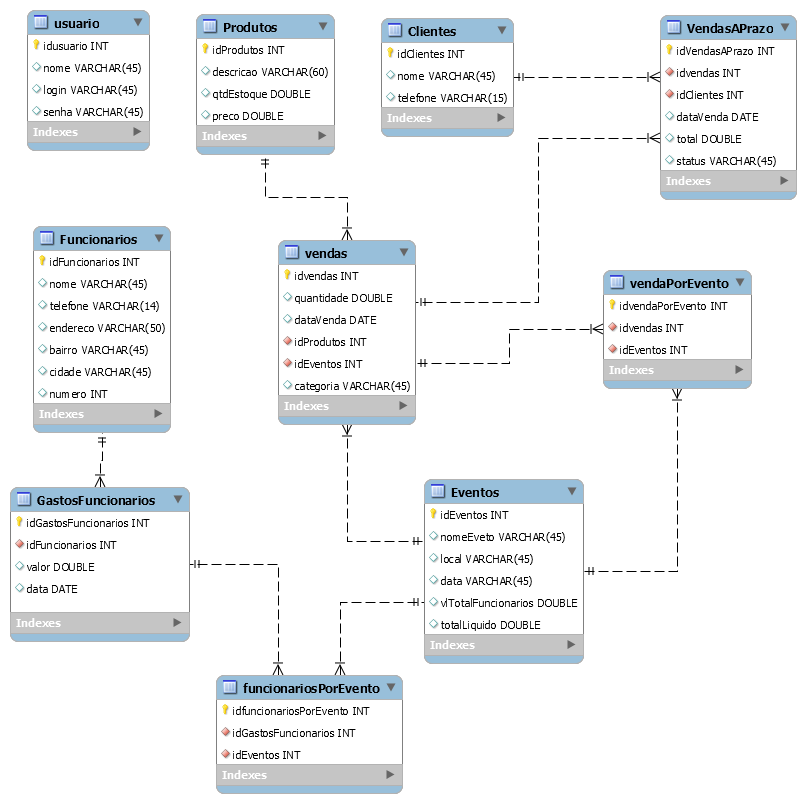 usuario
idusuario INT
nome VARCHAR(45)
login VARCHAR(45)
senha VARCHAR(45)
Indexes
Produtos
idProdutos INT
descricao VARCHAR(60)
qtdEstoque DOUBLE
preco DOUBLE
Indexes
Clientes
idClientes INT
nome VARCHAR(45)
telefone VARCHAR(15)
Indexes
VendasAPrazo
idVendasAPrazo INT
idvendas INT
idClientes INT
dataVenda DATE
total DOUBLE
status VARCHAR(45)
Indexes
Funcionarios
idFuncionarios INT
nome VARCHAR(45)
telefone VARCHAR(14)
endereco VARCHAR(50)
bairro VARCHAR(45)
cidade VARCHAR(45)
numero INT
Indexes
vendas
idvendas INT
quantidade DOUBLE
dataVenda DATE
idProdutos INT
idEventos INT
categoria VARCHAR(45)
Indexes
vendaPorEvento
idvendaPorEvento INT
idvendas INT
idEventos INT
Indexes
GastosFuncionarios
idGastosFuncionarios INT
idFuncionarios INT
valor DOUBLE
data DATE
Indexes
Eventos
idEventos INT
nomeEveto VARCHAR(45)
local VARCHAR(45)
data VARCHAR(45)
vlTotalFuncionarios DOUBLE
totalLiquido DOUBLE
Indexes
funcionariosPorEvento
idfuncionariosPorEvento INT
idGastosFuncionarios INT
idEventos INT
Indexes